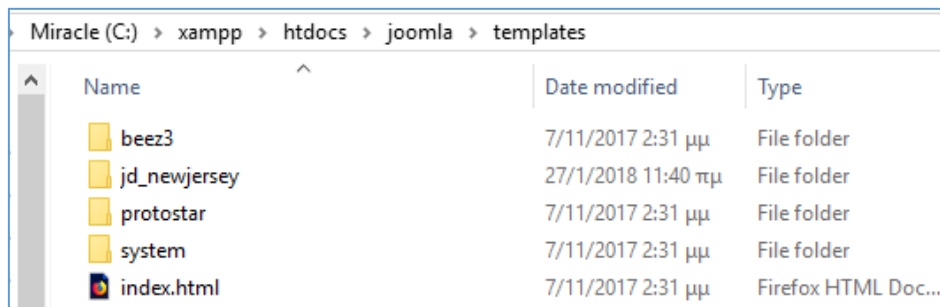 Miracle (C:) > xampp > htdocs > joomla > templates
Name Date modified Type
beez3 7/11/2017 2:31 μμ File folder
jd_newjersey 27/1/2018 11:40 πμ File folder
protostar 7/11/2017 2:31 μμ File folder
system 7/11/2017 2:31 μμ File folder
index.html 7/11/2017 2:31 μμ Firefox HTML Doc...